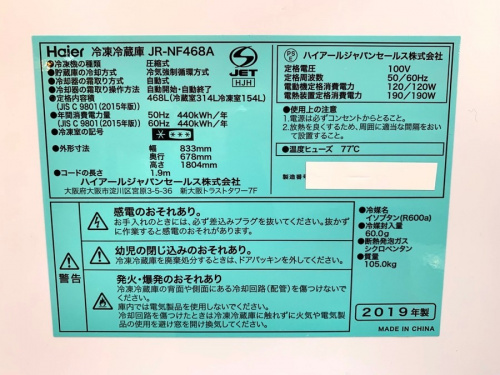 Haier 冷凍冷蔵庫 JR-NF468A
●冷凍機の種類 圧縮式
●貯蔵庫の冷却方式 冷気強制循環方式
●冷却器の霜取り方式 自動式
●冷却器の霜取り操作方法 自動開始・自動終了
●定格内容積 468L(冷蔵室314L冷凍室154L)
(JIS C 9801(2015年版))
●年間消費電力量 50Hz 440kWh/年
(JIS C 9801(2015年版)) 60Hz 440kWh/年
●冷凍室の記号
●外形寸法 幅 833mm
奥行 678mm
高さ 1804mm
●コードの長さ 1.9m
ハイアールジャパンセールス株式会社
大阪府大阪市淀川区宮原3-5-36 新大阪トラストタワー7F
S
JET
HJH
PS
E
ハイアールジャパンセールス株式会社
定格電圧 100V
定格周波数 50/60Hz
電動機定格消費電力 120/120W
電熱装置定格消費電力 190/190W
●使用上の注意
1.電源は必ずコンセントからとること。
2.放熱を良くするため、周囲に適当な間隔をおいて設置すること。
●温度ヒューズ 77℃
製造番号
警告
感電のおそれあり。
お手入れのときには、必ず差込みプラグを抜いてください。抜かずに作業すると感電することがあります。
幼児の閉じ込みのおそれあり。
冷凍冷蔵庫を廃棄処分するときは、ドアパッキンを外してください。
発火・爆発のおそれあり
冷凍冷蔵庫の背面や側面にある冷却回路(配管)を傷つけないでください。
庫内では電気製品を使用しないでください。
冷却回路を傷つけたときは冷凍冷蔵庫に触れずに火気や電気製品の使用を避け窓を開け換気してください。
●冷媒名
イソブタン(R600a)
●冷媒封入量
60.0g
●断熱発泡ガス
シクロペンタン
●質量
105.0kg
2019年製
MADE IN CHINA